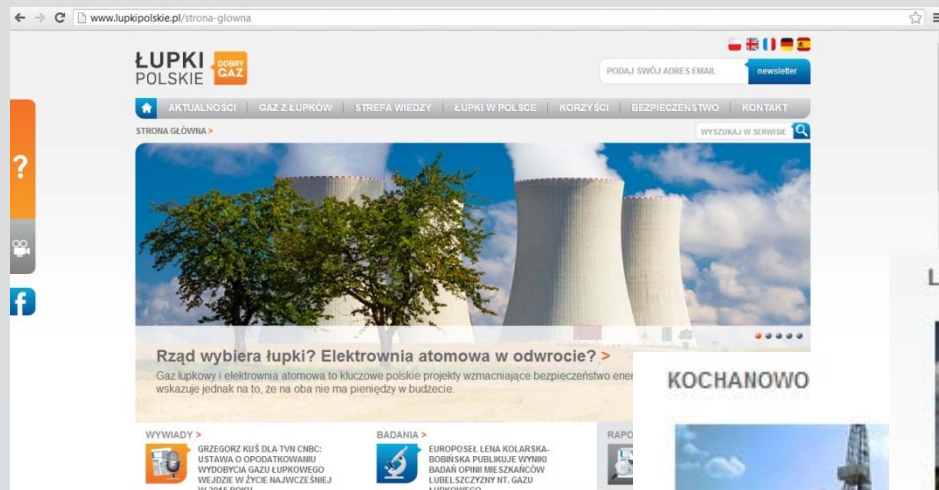 www.lupkipolskie.pl/strona-glowna
ŁUPKI
POLSKIE
DOBRY
GAZ
PODAJ SWÓJ ADRES EMAIL
newsletter
AKTUALNOŚCI
GAZ Z ŁUPKÓW
STREFA WIEDZY
ŁUPKI W POLSCE
KORZYŚCI
BEZPIECZEŃSTWO
KONTAKT
STRONA GŁÓWNA >
WYSZUKAJ W SERWISIE
?
f
Rząd wybiera łupki? Elektrownia atomowa w odwrocie? >
Gaz łupkowy i elektrownia atomowa to kluczowe polskie projekty wzmacniające bezpieczeństwo ener
wskazuje jednak na to, że na oba nie ma pieniędzy w budżecie.
KOCHANOWO
L
WYWIADY >
GRZEGORZ KUŚ DLA TVN CNBC:
USTAWA O OPODATKOWANIU
WYDOBYCIA GAZU ŁUPKOWEGO
WEJDZIE W ŻYCIE NAJWCZEŚNIEJ
W 2015 ROKU
BADANIA >
EUROPOSEŁ LENA KOLARSKA-
BOBIŃSKA PUBLIKUJE WYNIKI
BADAŃ OPINII MIESZKAŃCÓW
LUBELSZCZYZNY NT. GAZU
ŁUPKOWEGO
RAPO